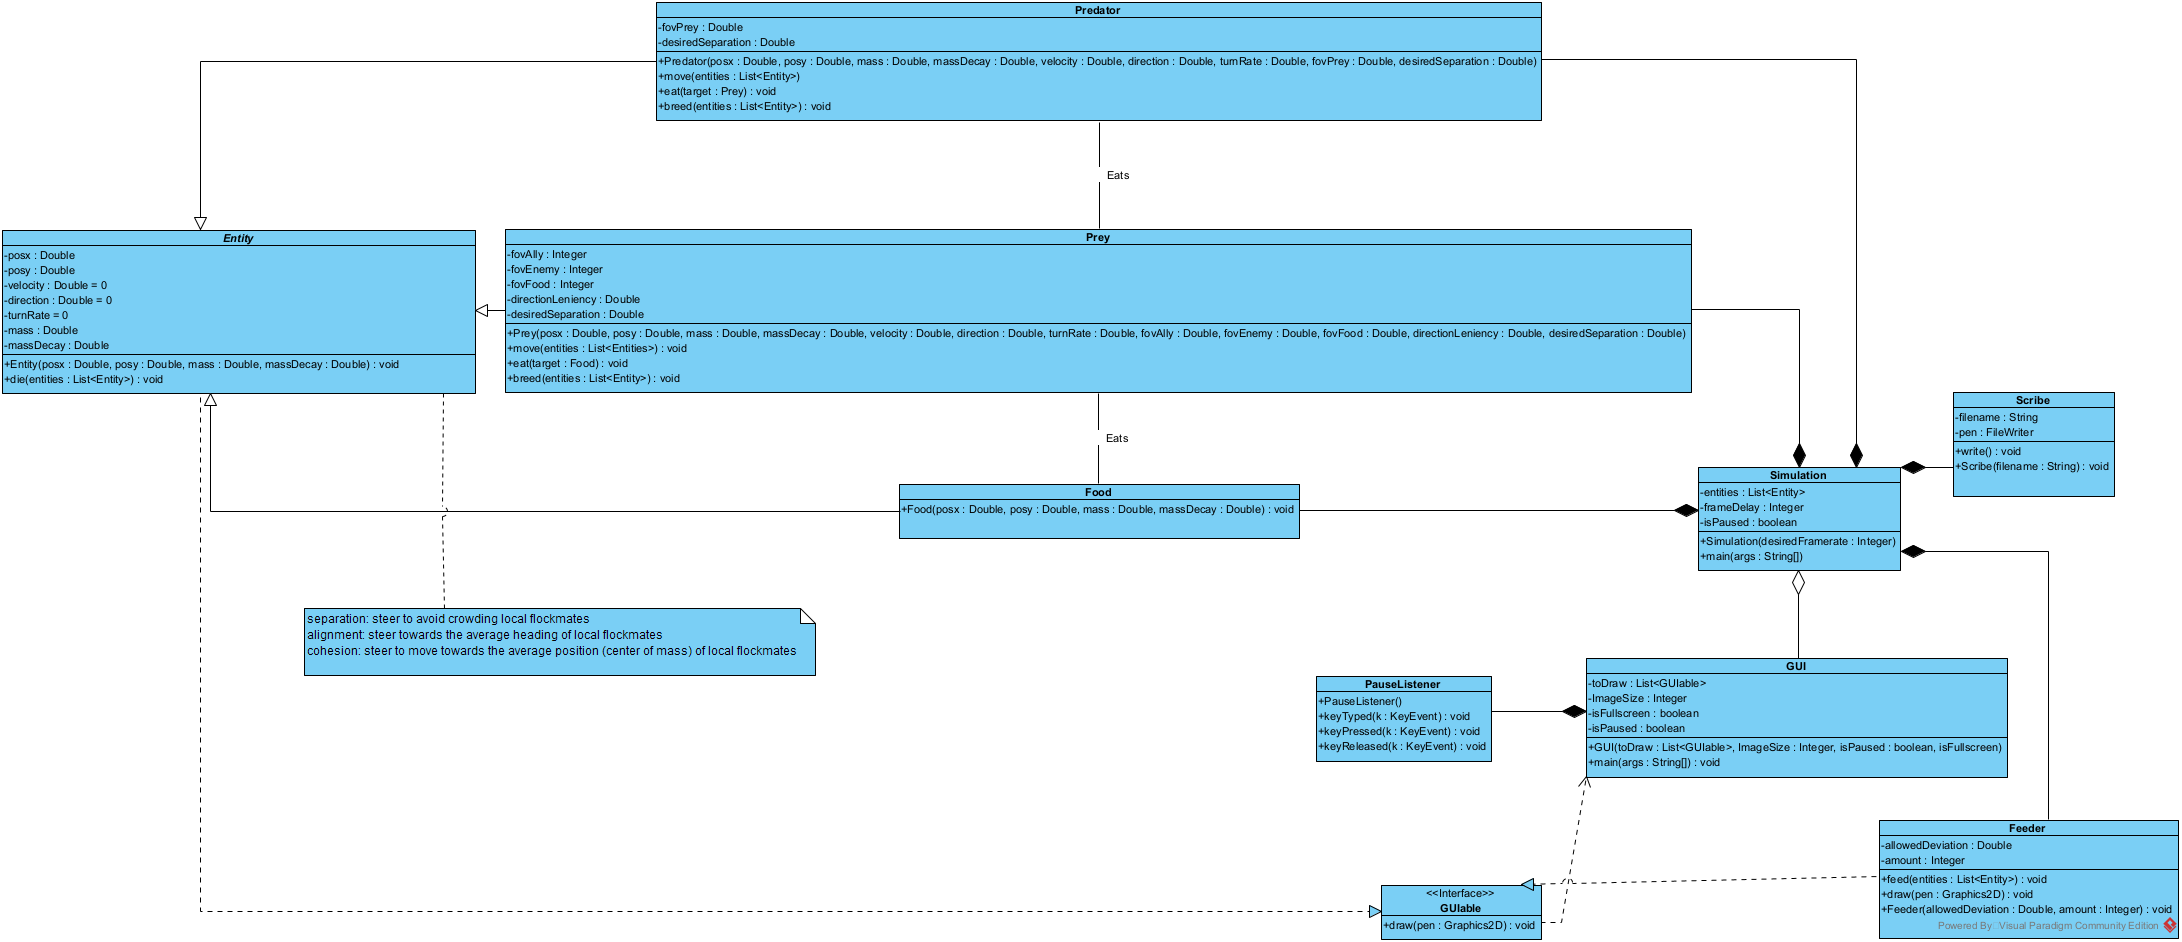 Predator
-fovPrey : Double
-desiredSeparation : Double
+Predator(posx : Double, posy : Double, mass : Double, massDecay : Double, velocity : Double, direction : Double, turnRate : Double, fovPrey : Double, desiredSeparation : Double)
+move(entities : List<Entity>)
+eat(target : Prey) : void
+breed(entities : List<Entity>) : void
Eats
Entity
-posx : Double
-posy : Double
-velocity : Double = 0
-direction : Double = 0
-turnRate = 0
-mass : Double
-massDecay : Double
+Entity(posx : Double, posy : Double, mass : Double, massDecay : Double) : void
+die(entities : List<Entity>) : void
Prey
-fovAlly : Integer
-fovEnemy : Integer
-fovFood : Integer
-directionLeniency : Double
-desiredSeparation : Double
+Prey(posx : Double, posy : Double, mass : Double, massDecay : Double, velocity : Double, direction : Double, turnRate : Double, fovAlly : Double, fovEnemy : Double, fovFood : Double, directionLeniency : Double, desiredSeparation : Double)
+move(entities : List<Entities>) : void
+eat(target : Food) : void
+breed(entities : List<Entity>) : void
Eats
Scribe
-filename : String
-pen : FileWriter
+write() : void
+Scribe(filename : String) : void
Food
+Food(posx : Double, posy : Double, mass : Double, massDecay : Double) : void
Simulation
-entities : List<Entity>
-frameDelay : Integer
-isPaused : boolean
+Simulation(desiredFramerate : Integer)
+main(args : String[])
separation: steer to avoid crowding local flockmates
alignment: steer towards the average heading of local flockmates
cohesion: steer to move towards the average position (center of mass) of local flockmates
PauseListener
+PauseListener()
+keyTyped(k : KeyEvent) : void
+keyPressed(k : KeyEvent) : void
+keyReleased(k : KeyEvent) : void
GUI
-toDraw : List<GUIable>
-ImageSize : Integer
-isFullscreen : boolean
-isPaused : boolean
+GUI(toDraw : List<GUIable>, ImageSize : Integer, isPaused : boolean, isFullscreen)
+main(args : String[]) : void
<<Interface>>
GUIable
+draw(pen : Graphics2D) : void
Feeder
-allowedDeviation : Double
-amount : Integer
+feed(entities : List<Entity>) : void
+draw(pen : Graphics2D) : void
+Feeder(allowedDeviation : Double, amount : Integer) : void
Powered By Visual Paradigm Community Edition